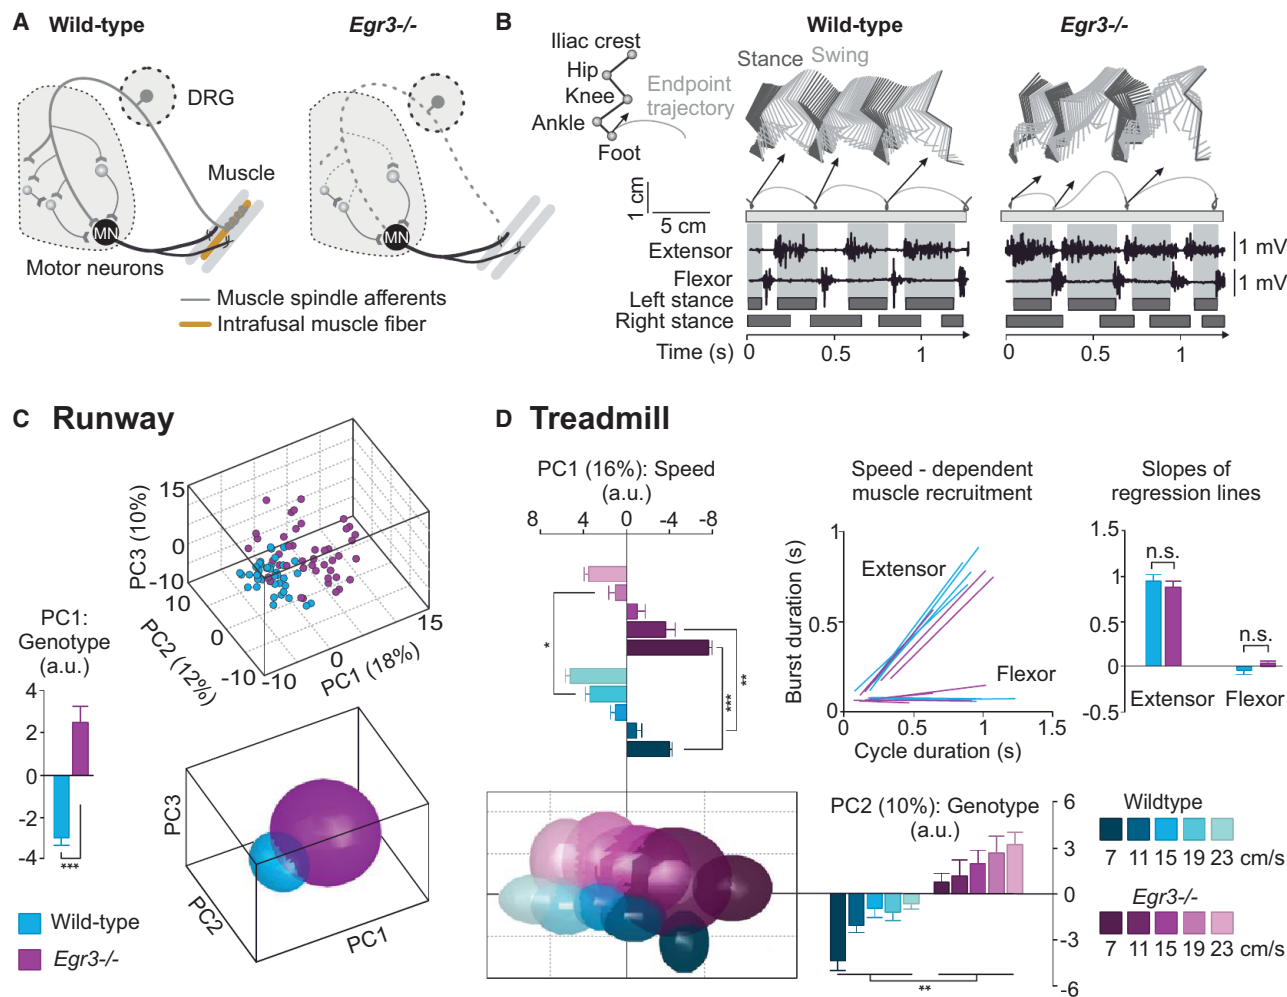 A Wild-type Egr3-/-
DRG
Muscle
MN MN
Motor neurons
Muscle spindle afferents
Intrafusal muscle fiber
B Wild-type Egr3-/-
Iliac crest
Hip
Knee
Ankle
Foot
Endpoint
trajectory
Stance Swing
1 cm
5 cm
Extensor 1 mV
Flexor 1 mV
Left stance
Right stance
Time (s) 0 0.5 1 0 0.5 1
C Runway
PC3 (10%)
15
0
-10
PC2 (12%)
10
0
-10
PC1 (18%)
-10
0
15
PC1:
Genotype
(a.u.)
4
2
0
-2
-4
***
PC3
PC2
PC1
Wild-type
Egr3-/-
D Treadmill
PC1 (16%): Speed
(a.u.)
8 4 0 -4 -8
*
**
***
Speed - dependent
muscle recruitment
Burst duration (s)
1
0.5
0
Extensor
Flexor
0 0.5 1 1.5
Cycle duration (s)
Slopes of
regression lines
1.5
1
0.5
0
-0.5
n.s.
n.s.
Extensor Flexor
PC2 (10%): Genotype
(a.u.)
6
3
0
-3
-6
**
Wildtype
7 11 15 19 23 cm/s
Egr3-/-
7 11 15 19 23 cm/s